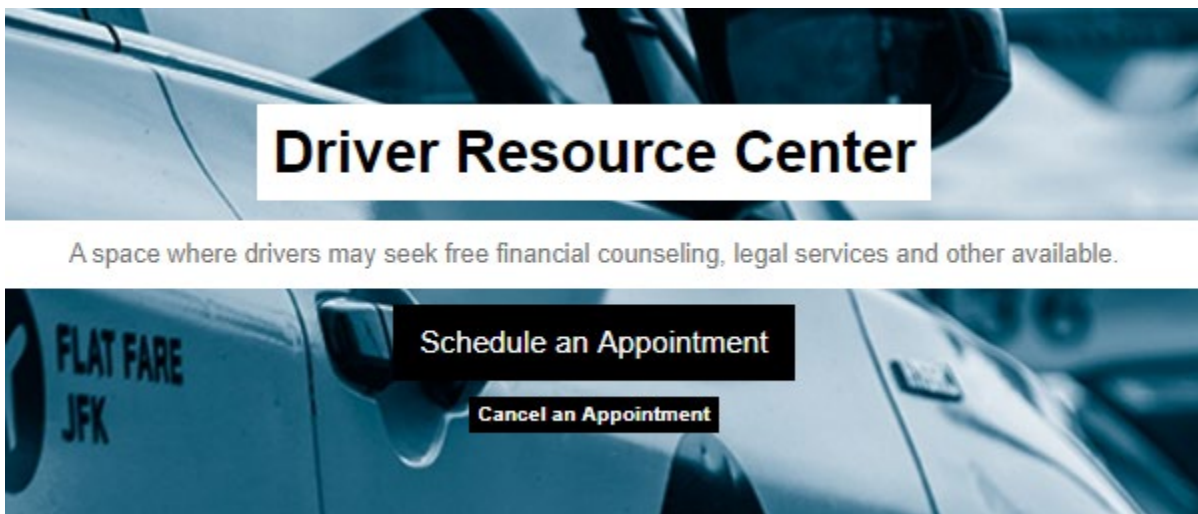 Driver Resource Center
A space where drivers may seek free financial counseling, legal services and other available.
Schedule an Appointment
FLAT FARE
JFK
Cancel an Appointment